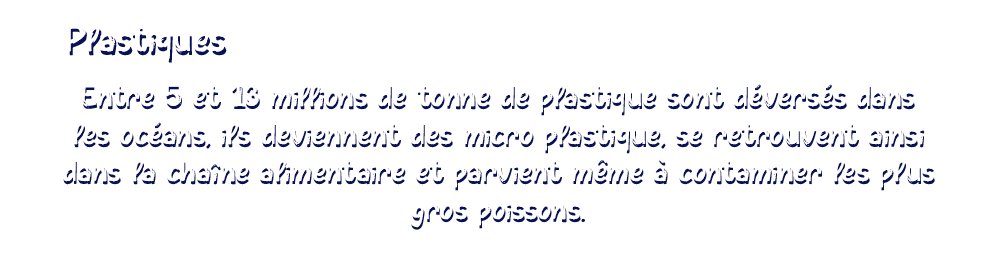 Plastiques
Entre 5 et 13 millions de tonne de plastique sont déversés dans
les océans, ils deviennent des micro plastique, se retrouvent ainsi
dans la chaîne alimentaire et parvient même à contaminer les plus
gros poissons.